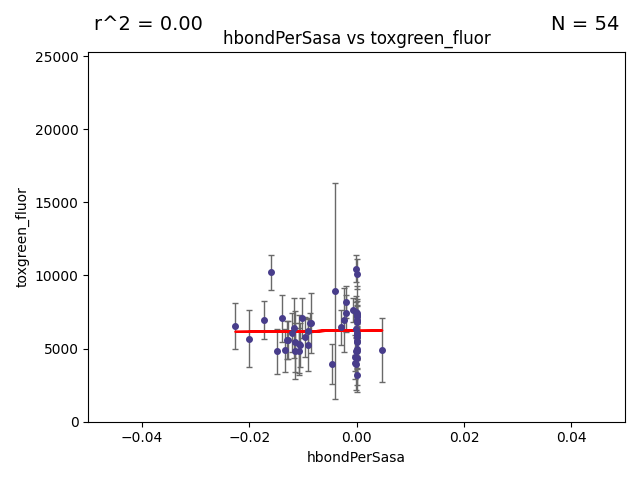 r^2 = 0.00
N = 54
hbondPerSasa vs toxgreen_fluor
25000
20000
15000
10000
5000
0
toxgreen_fluor
−0.04
−0.02
0.00
0.02
0.04
hbondPerSasa